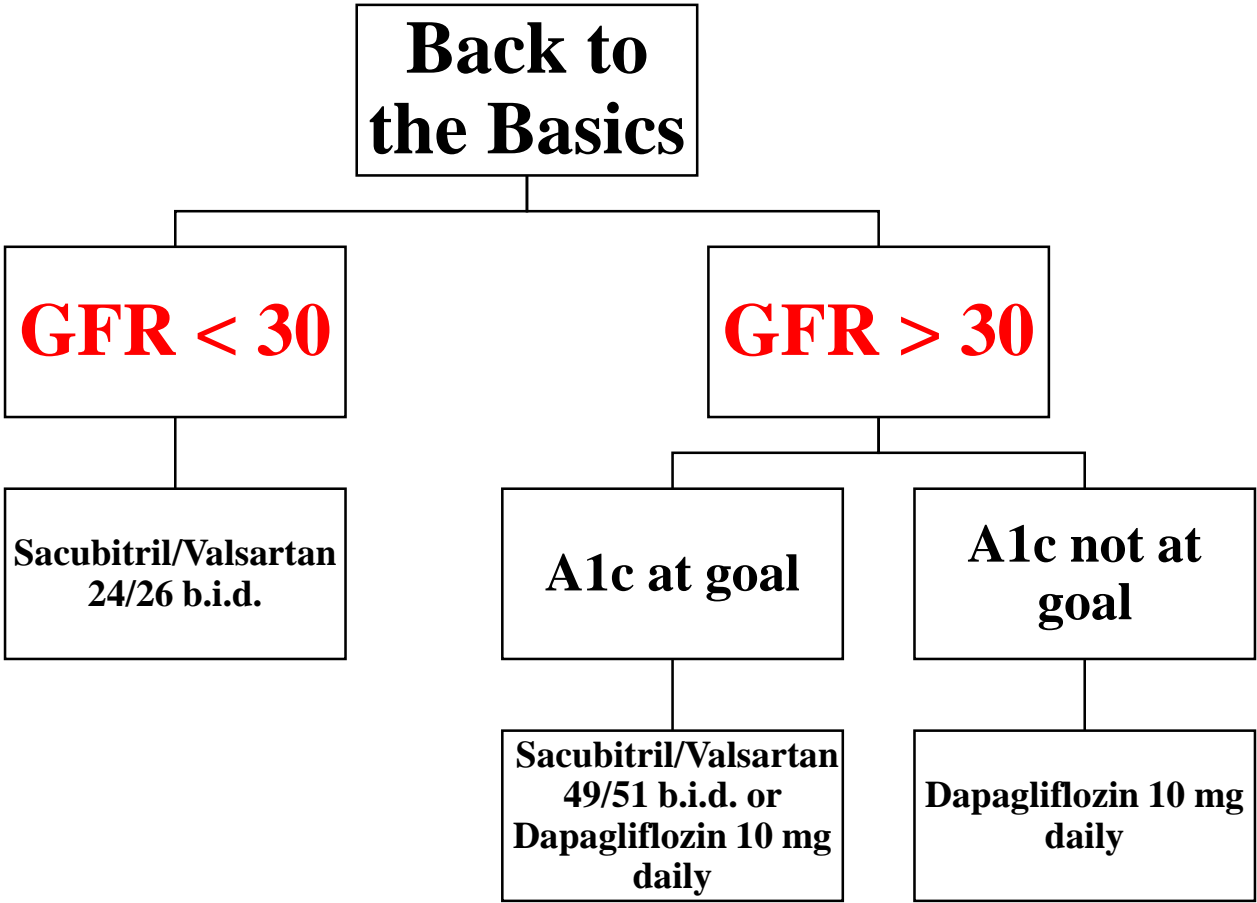 Back to
the Basics
GFR < 30
GFR > 30
Sacubitril/Valsartan
24/26 b.i.d.
A1c at goal
A1c not at
goal
Sacubitril/Valsartan
49/51 b.i.d. or
Dapagliflozin 10 mg
daily
Dapagliflozin 10 mg
daily